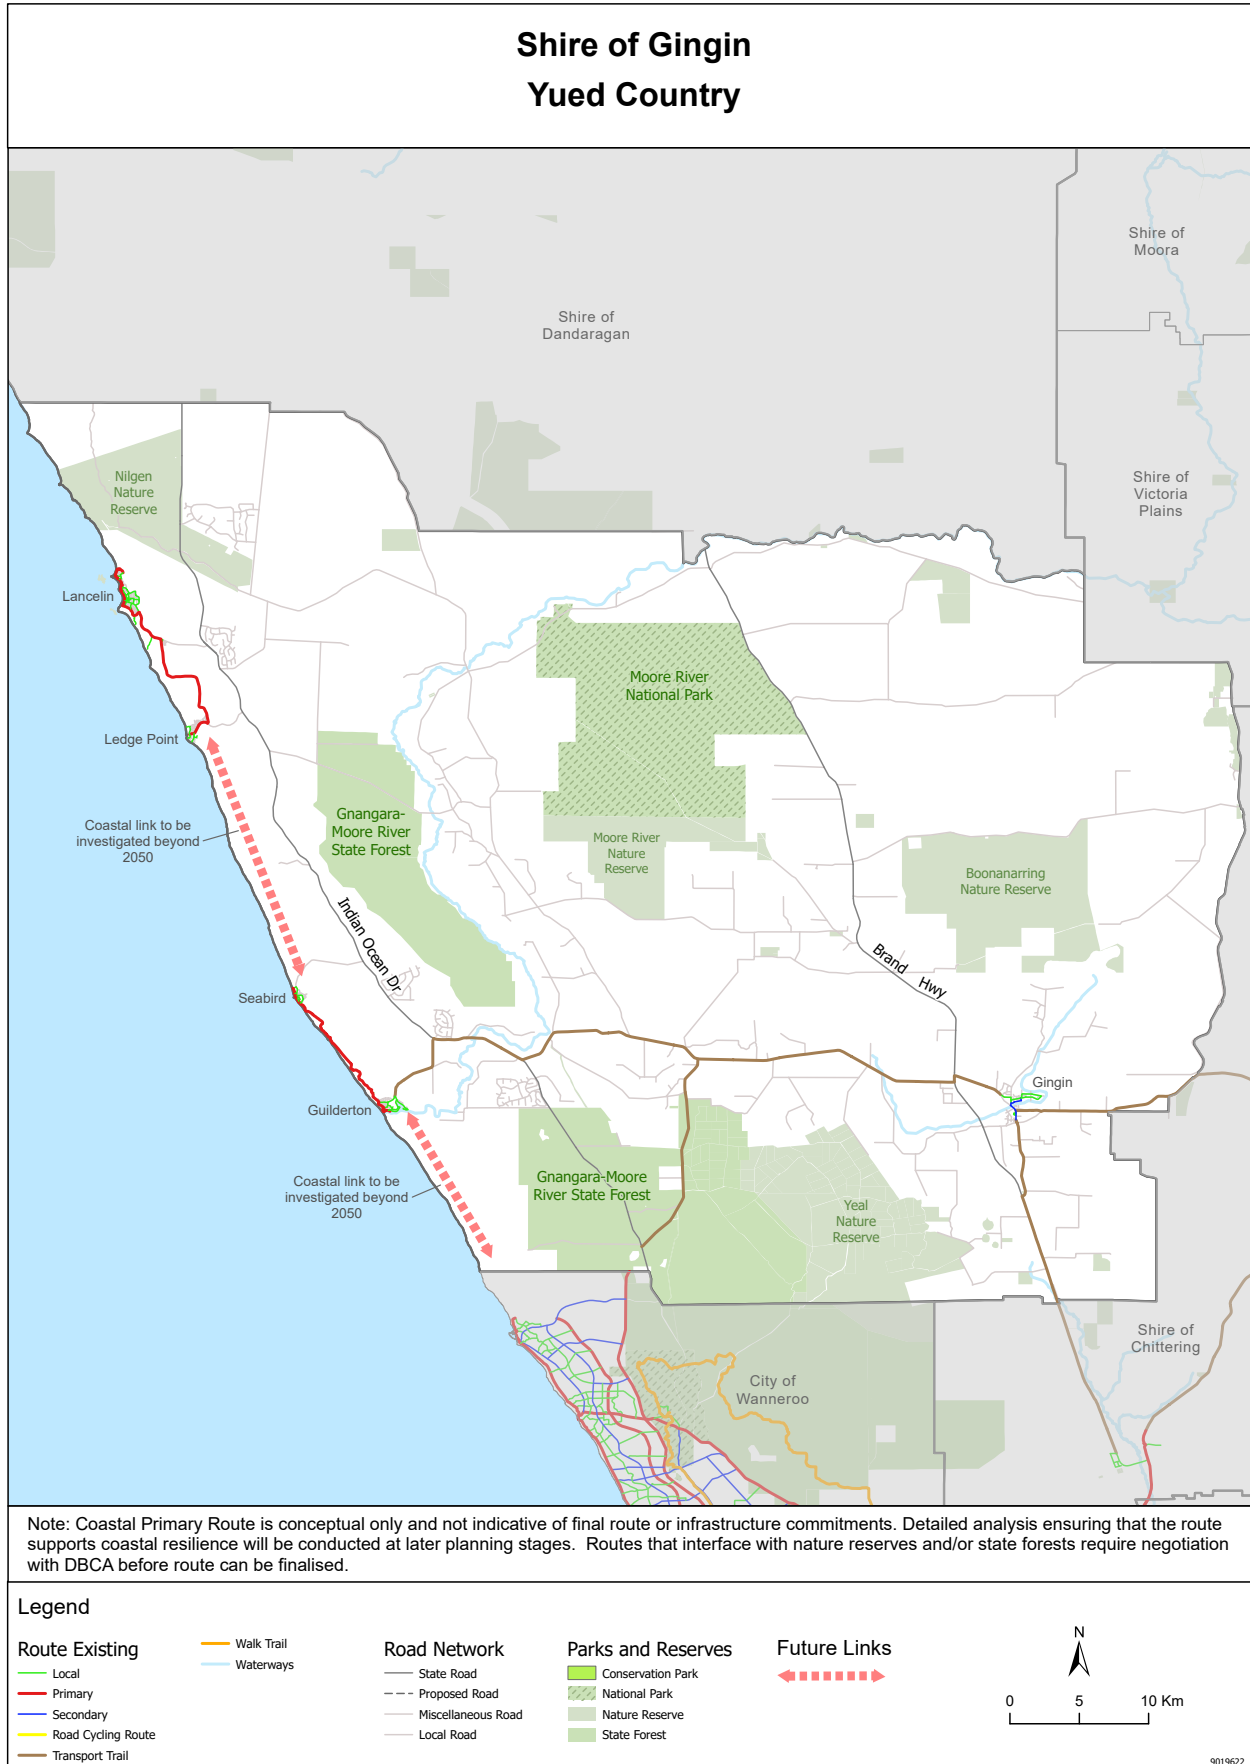 Shire of Gingin
Yued Country
Shire of
Moora
Shire of
Dandaragan
Shire of
Victoria
Plains
Nilgen
Nature
Reserve
Lancelin
Moore River
National Park
Ledge Point
Gnangara-
Moore River
State Forest
Coastal link to be
investigated beyond
2050
Moore River
Nature
Reserve
Boonanarring
Nature Reserve
Indian Ocean Dr
Brand Hwy
Seabird
Gingin
Guilderton
Coastal link to be
investigated beyond
2050
Gnangara-Moore
River State Forest
Yeal
Nature
Reserve
Shire of
Chittering
City of
Wanneroo
Note: Coastal Primary Route is conceptual only and not indicative of final route or infrastructure commitments. Detailed analysis ensuring that the route
supports coastal resilience will be conducted at later planning stages. Routes that interface with nature reserves and/or state forests require negotiation
with DBCA before route can be finalised.
Legend
Route Existing
Local
Primary
Secondary
Road Cycling Route
Transport Trail
Walk Trail
Waterways
Road Network
State Road
Proposed Road
Miscellaneous Road
Local Road
Parks and Reserves
Conservation Park
National Park
Nature Reserve
State Forest
Future Links
N
0 5 10 Km
9019622